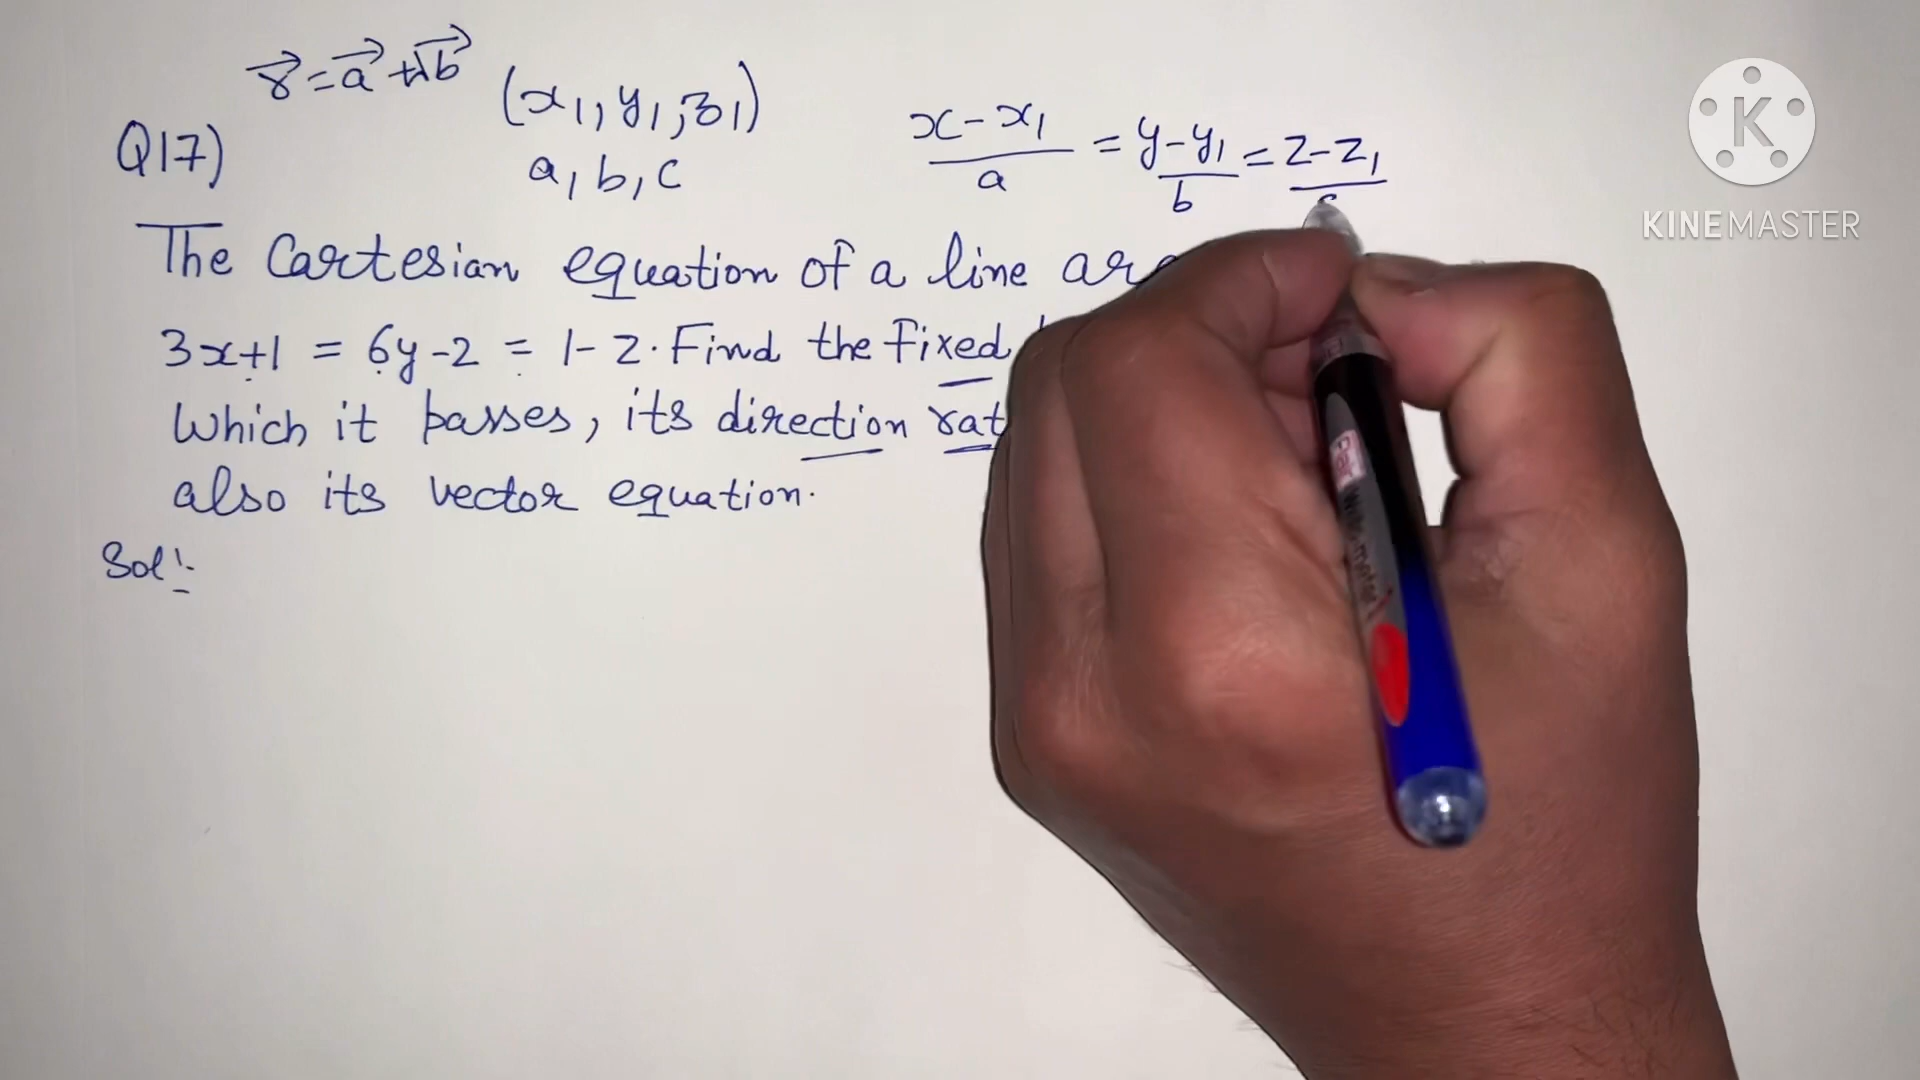 r⃗ = a⃗ + λb⃗
(x₁, y₁, z₁)
Q17)
a, b, c
x - x₁ / a = y - y₁ / b = z - z₁ /
The Cartesian equation of a line are
3x+1 = 6y-2 = 1-z. Find the fixed
Which it passes, its direction
also its vector equation.
Sol!:-
K
KINEMASTER